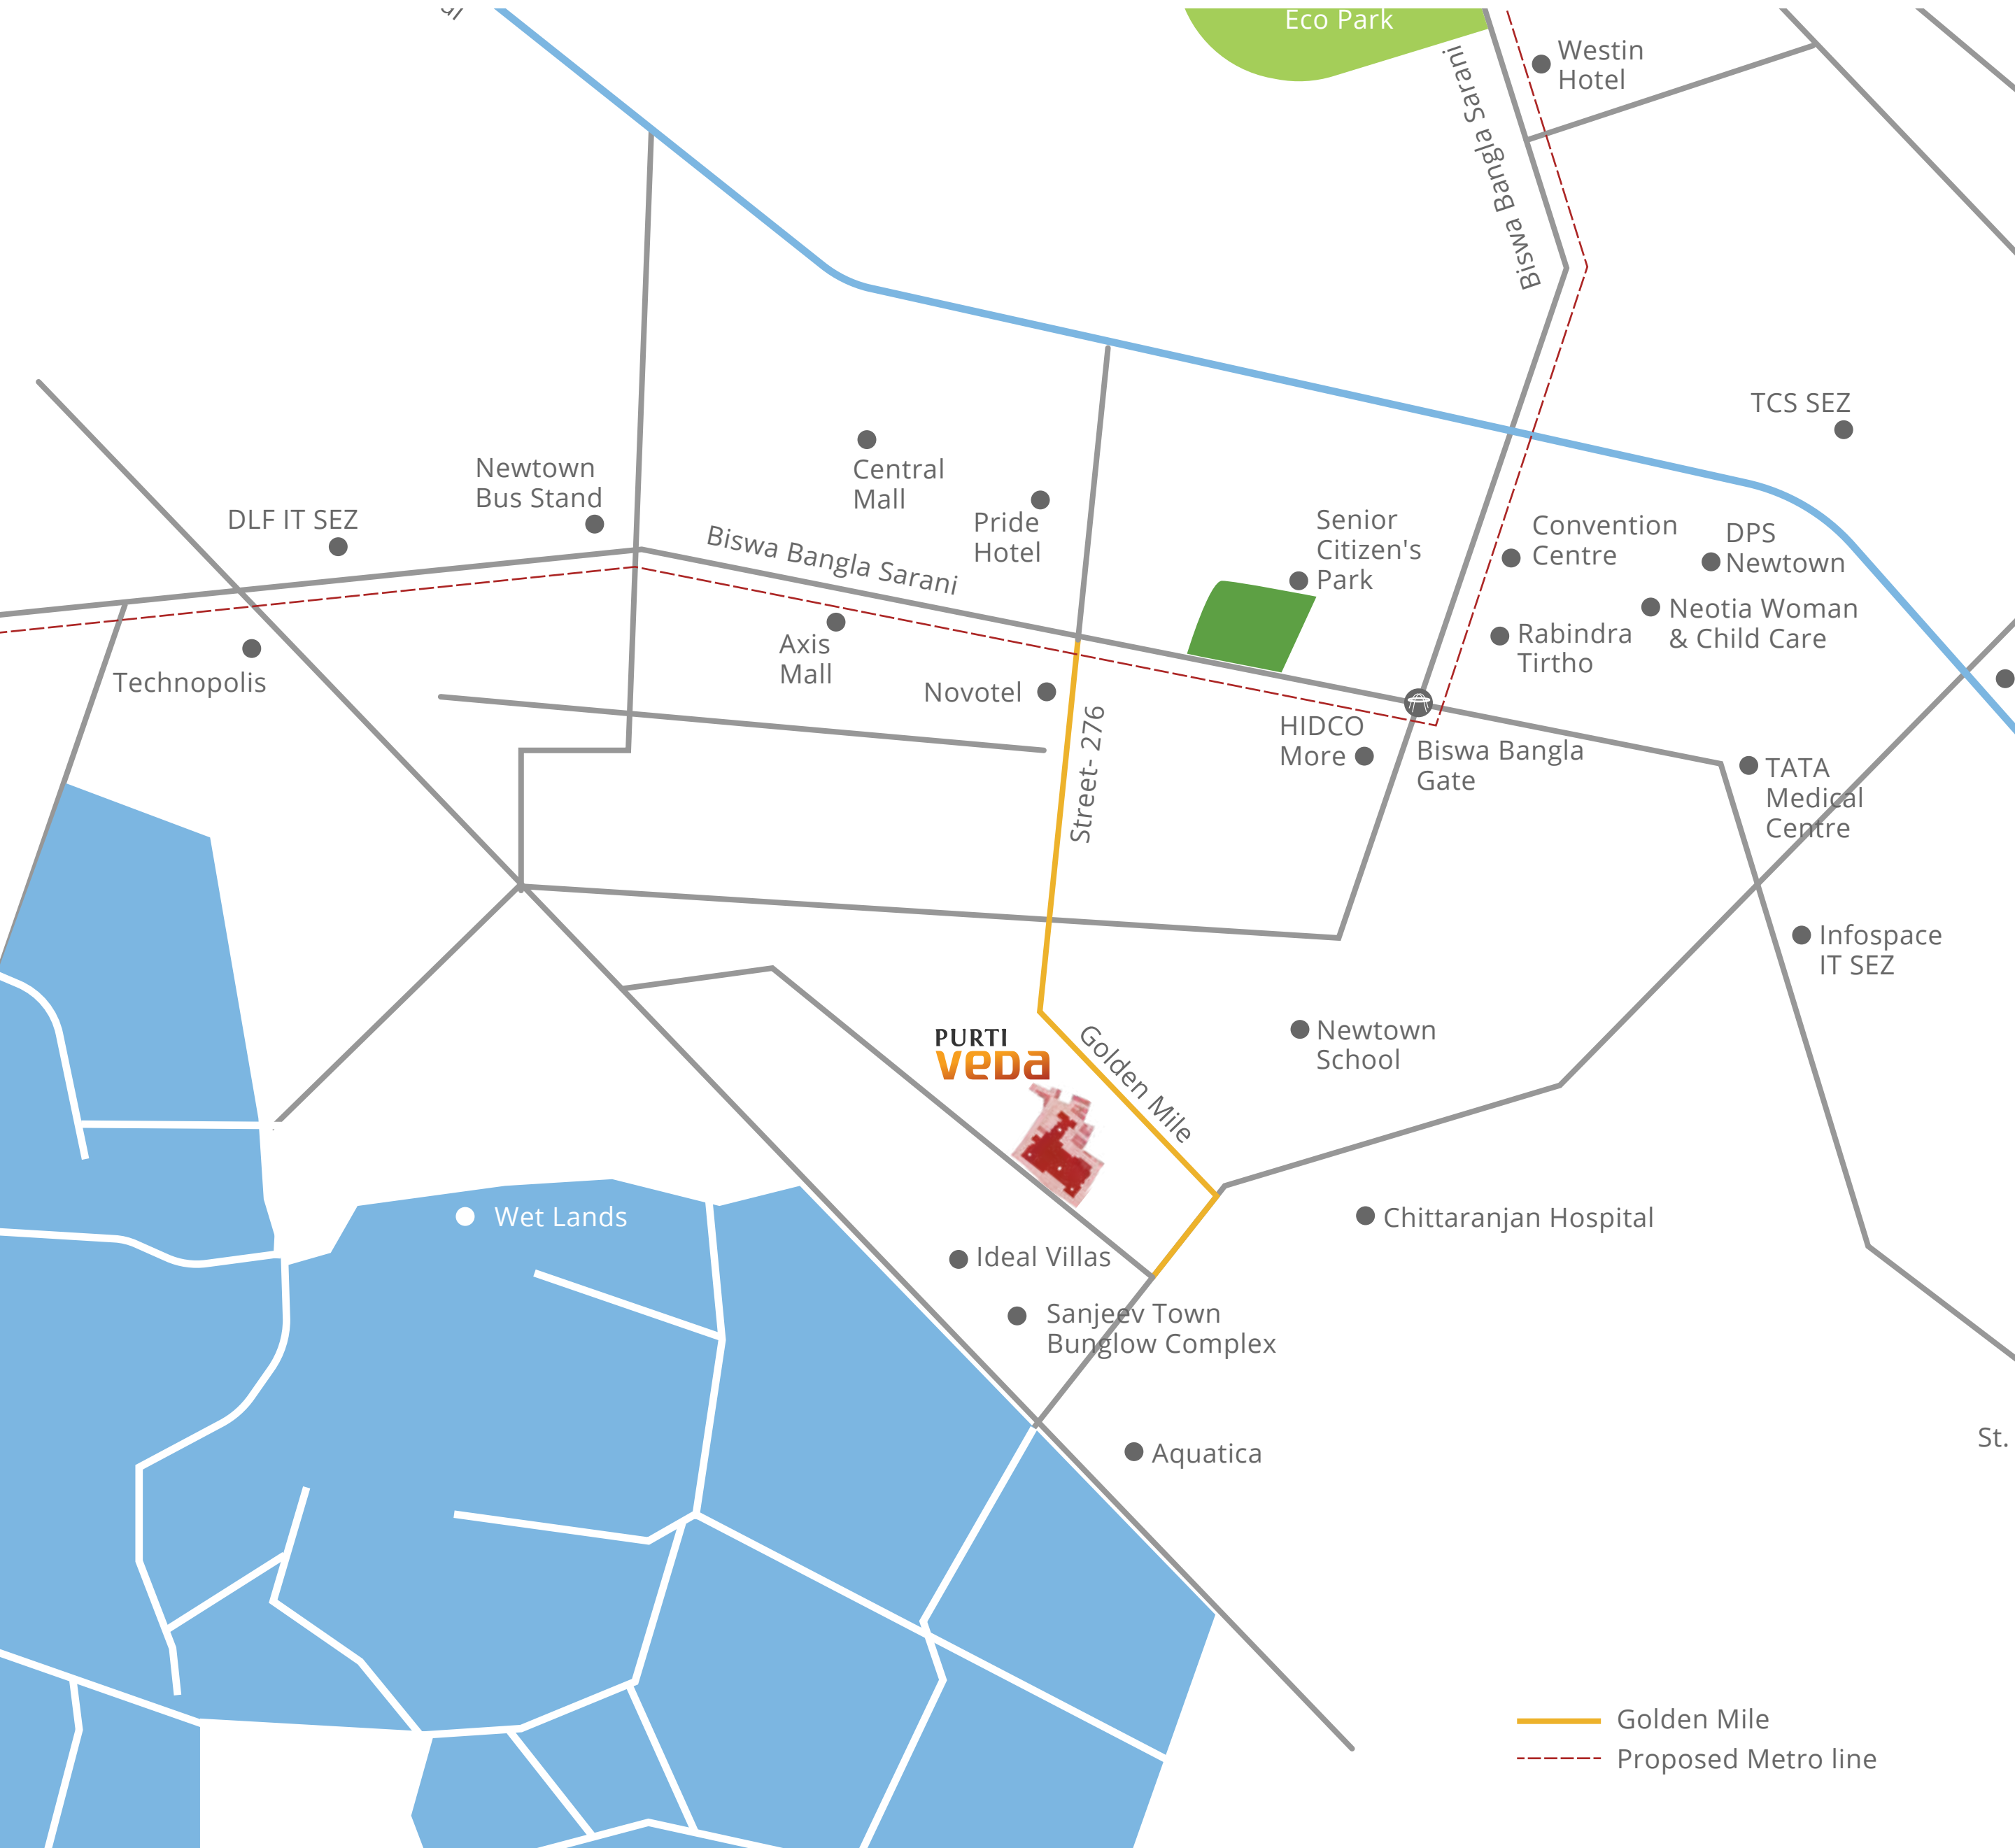 Eco Park
Westin
Hotel
Biswa Bangla Sarani
TCS SEZ
Newtown
Bus Stand
Central
Mall
DLF IT SEZ
Pride
Hotel
Senior
Citizen's
Park
Convention
Centre
DPS
Newtown
Biswa Bangla Sarani
Neotia Woman
& Child Care
Rabindra
Tirtho
Axis
Mall
Technopolis
Novotel
HIDCO
More
Biswa Bangla
Gate
Street- 276
TATA
Medical
Centre
Infospace
IT SEZ
PURTI
veDa
Golden Mile
Newtown
School
Wet Lands
Chittaranjan Hospital
Ideal Villas
Sanjeev Town
Bunglow Complex
Aquatica
St.
Golden Mile
Proposed Metro line